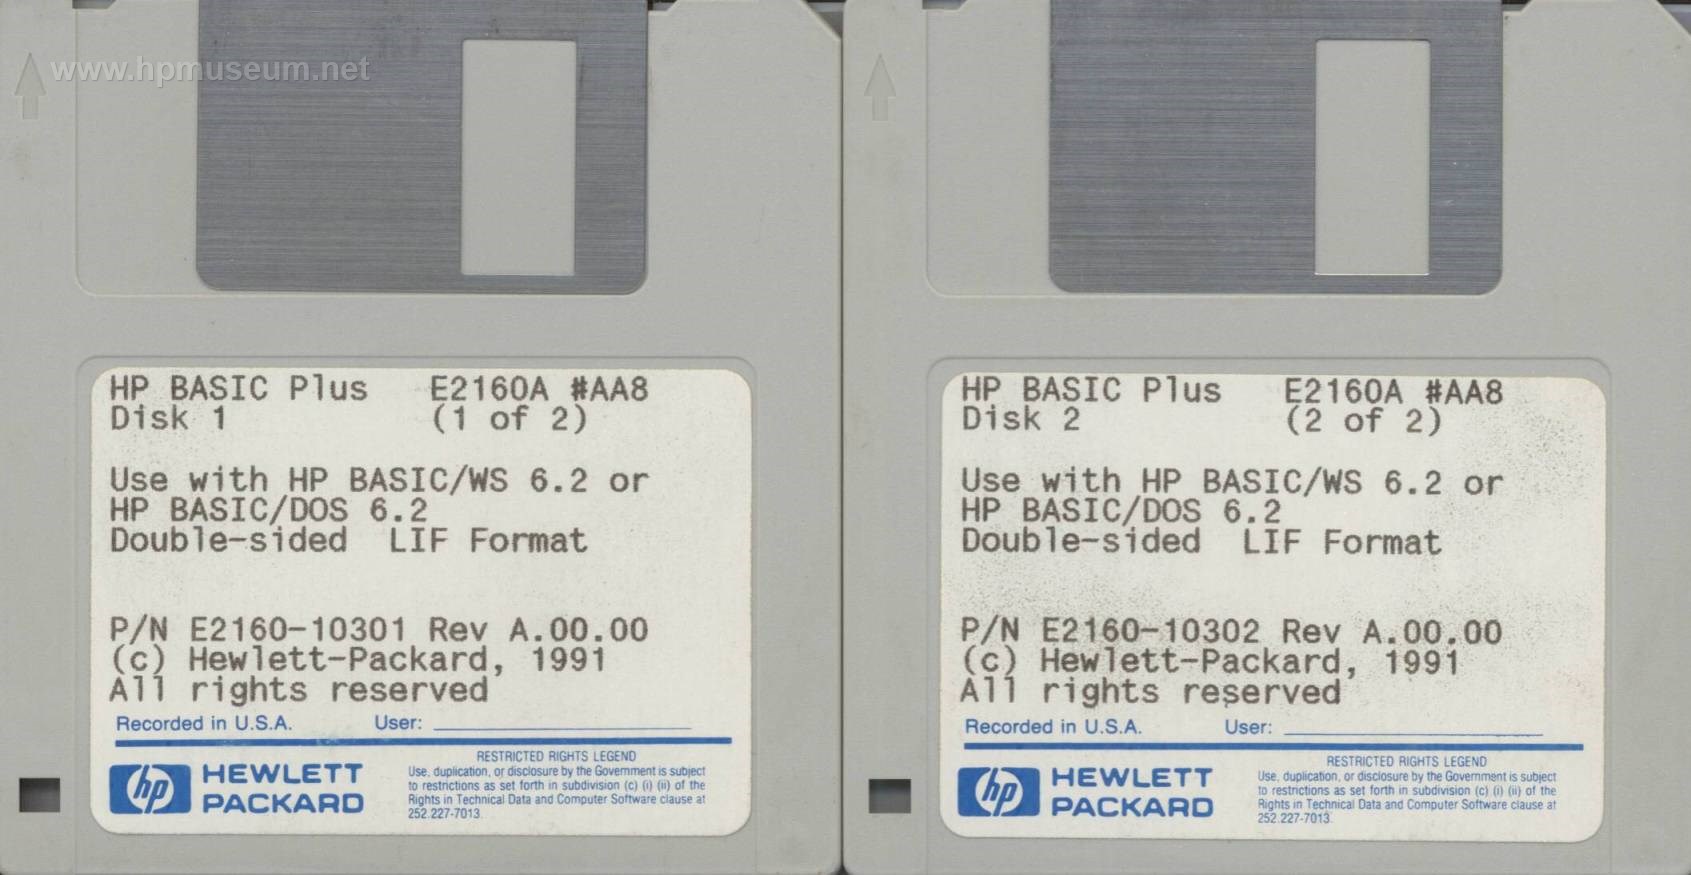 www.hpmuseum.net
HP BASIC Plus E2160A #AA8
Disk 1 (1 of 2)
Use with HP BASIC/WS 6.2 or
HP BASIC/DOS 6.2
Double-sided LIF Format
P/N E2160-10301 Rev A.00.00
(c) Hewlett-Packard, 1991
All rights reserved
Recorded in U.S.A. User:
RESTRICTED RIGHTS LEGEND
Use, duplication, or disclosure by the Government is subject
to restrictions as set forth in subdivision (c) (i) (ii) of the
Rights in Technical Data and Computer Software clause at
252.227-7013.
hp HEWLETT
PACKARD
HP BASIC Plus E2160A #AA8
Disk 2 (2 of 2)
Use with HP BASIC/WS 6.2 or
HP BASIC/DOS 6.2
Double-sided LIF Format
P/N E2160-10302 Rev A.00.00
(c) Hewlett-Packard, 1991
All rights reserved
Recorded in U.S.A. User:
RESTRICTED RIGHTS LEGEND
Use, duplication, or disclosure by the Government is subject
to restrictions as set forth in subdivision (c) (i) (ii) of the
Rights in Technical Data and Computer Software clause at
252.227-7013.
hp HEWLETT
PACKARD